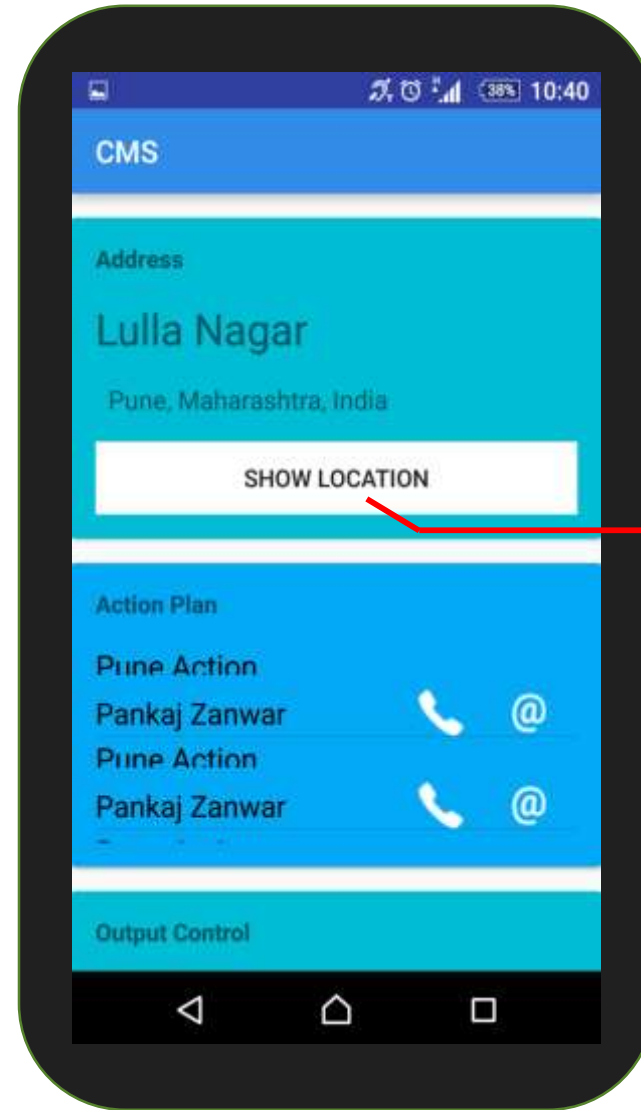 38% 10:40
CMS
Address
Lulla Nagar
Pune, Maharashtra, India
SHOW LOCATION
Action Plan
Pune Action
Pankaj Zanwar @
Pune Action
Pankaj Zanwar @
Output Control